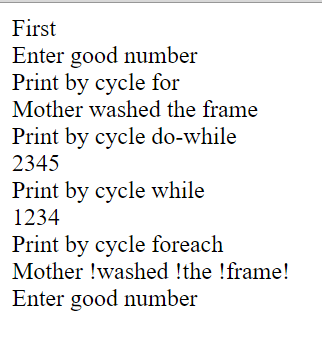 First
Enter good number
Print by cycle for
Mother washed the frame
Print by cycle do-while
2345
Print by cycle while
1234
Print by cycle foreach
Mother !washed !the !frame!
Enter good number